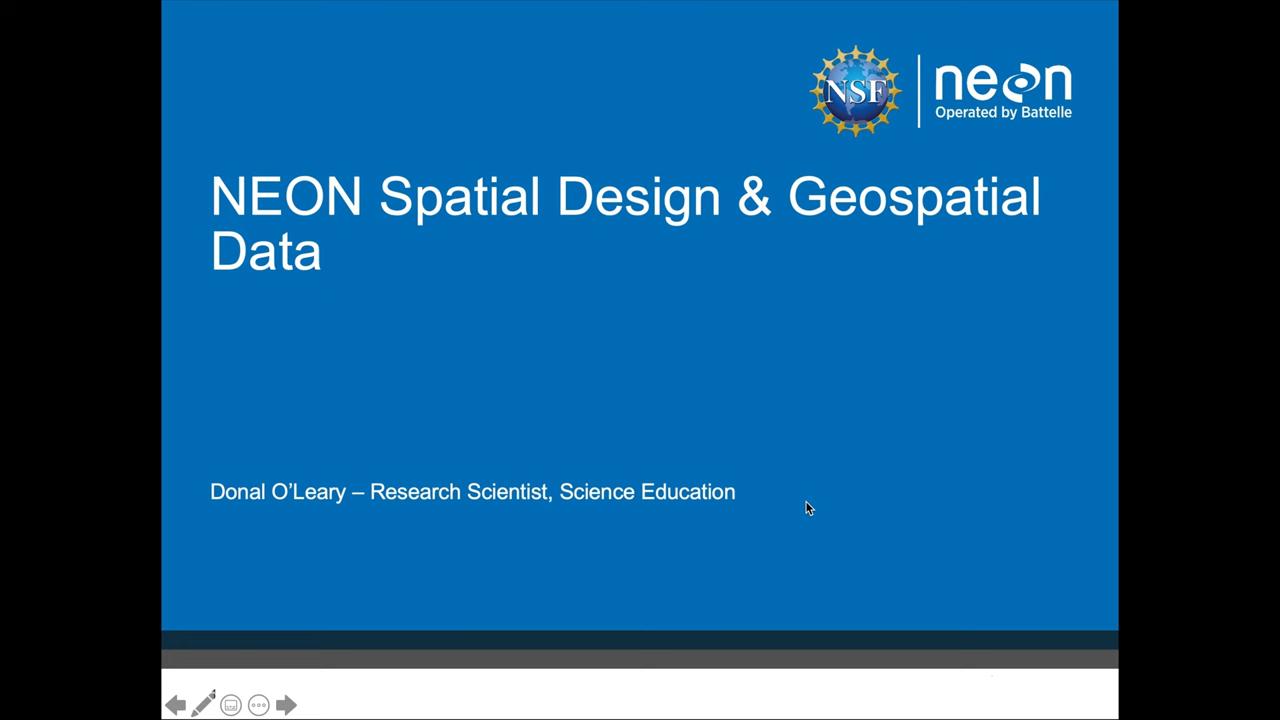 NSF
neon
Operated by Battelle
NEON Spatial Design & Geospatial
Data
Donal O’Leary – Research Scientist, Science Education